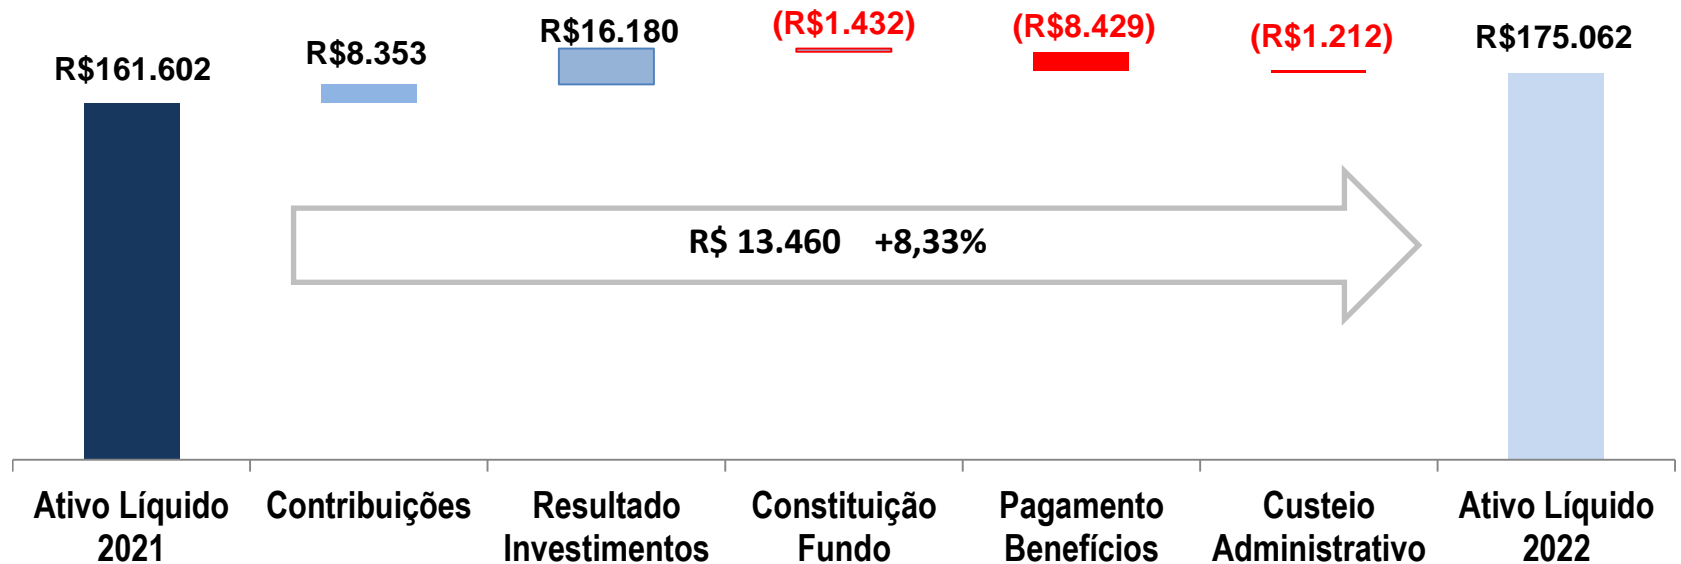 R$161.602
R$8.353
R$16.180
(R$1.432)
(R$8.429)
(R$1.212)
R$175.062
R$ 13.460 +8,33%
Ativo Líquido
2021
Contribuições
Resultado
Investimentos
Constituição
Fundo
Pagamento
Benefícios
Custeio
Administrativo
Ativo Líquido
2022